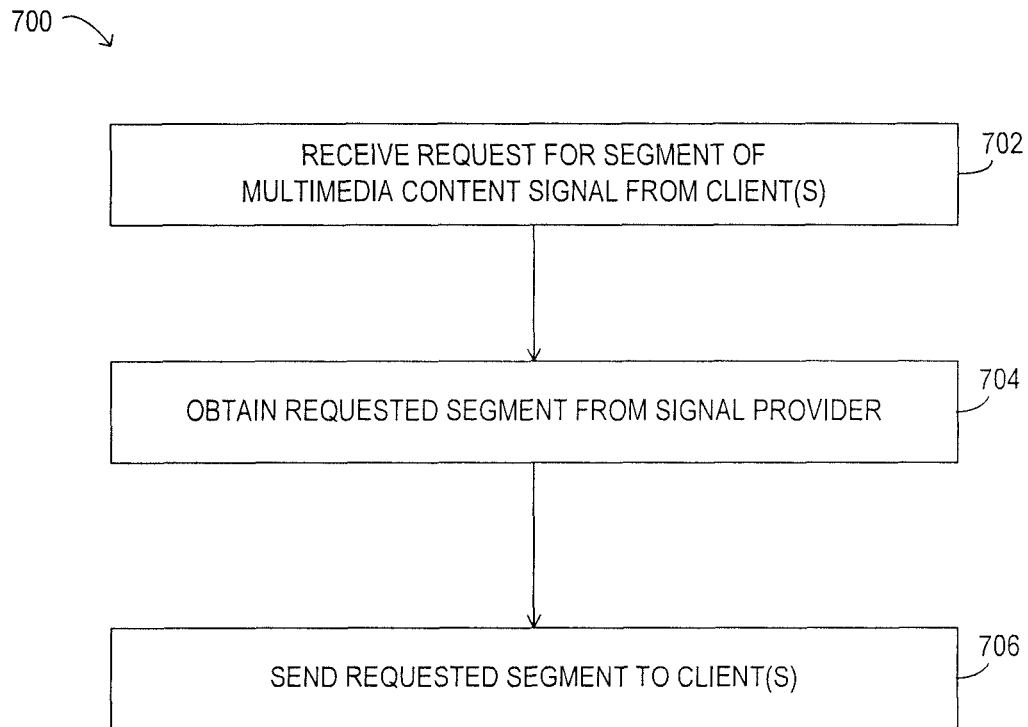 700
RECEIVE REQUEST FOR SEGMENT OF
MULTIMEDIA CONTENT SIGNAL FROM CLIENT(S)
702
OBTAIN REQUESTED SEGMENT FROM SIGNAL PROVIDER
704
SEND REQUESTED SEGMENT TO CLIENT(S)
706